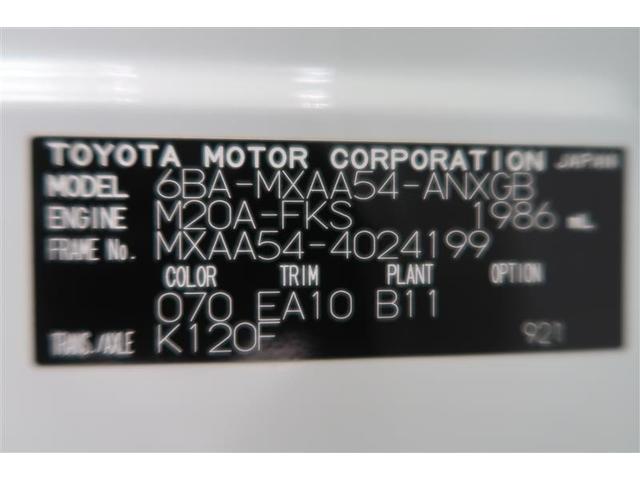 TOYOTA MOTOR CORPORATION JAPAN
MODEL 6BA-MXAA54-ANXGB
ENGINE M20A-FKS 1986 mL
FRAME No. MXAA54-4024199
COLOR TRIM PLANT OPTION
070 EA10 B11
TRANS./AXLE K120F 921